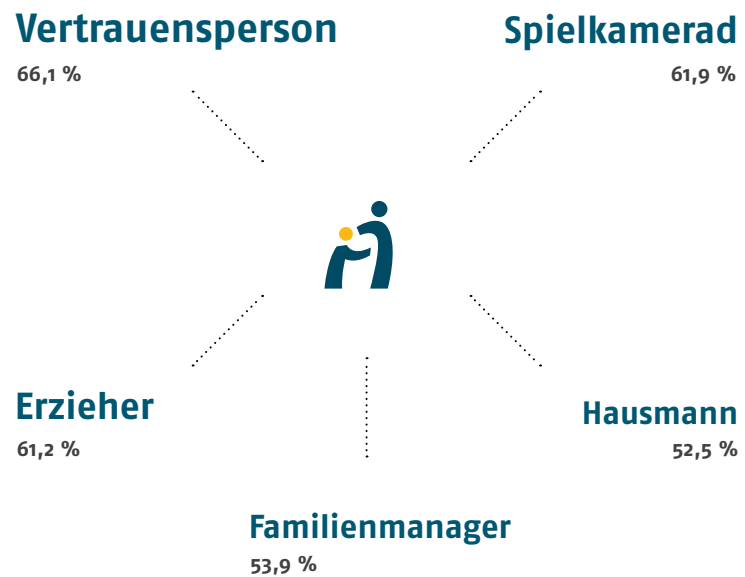 Vertrauensperson
66,1 %
Spielkamerad
61,9 %
Erzieher
61,2 %
Hausmann
52,5 %
Familienmanager
53,9 %